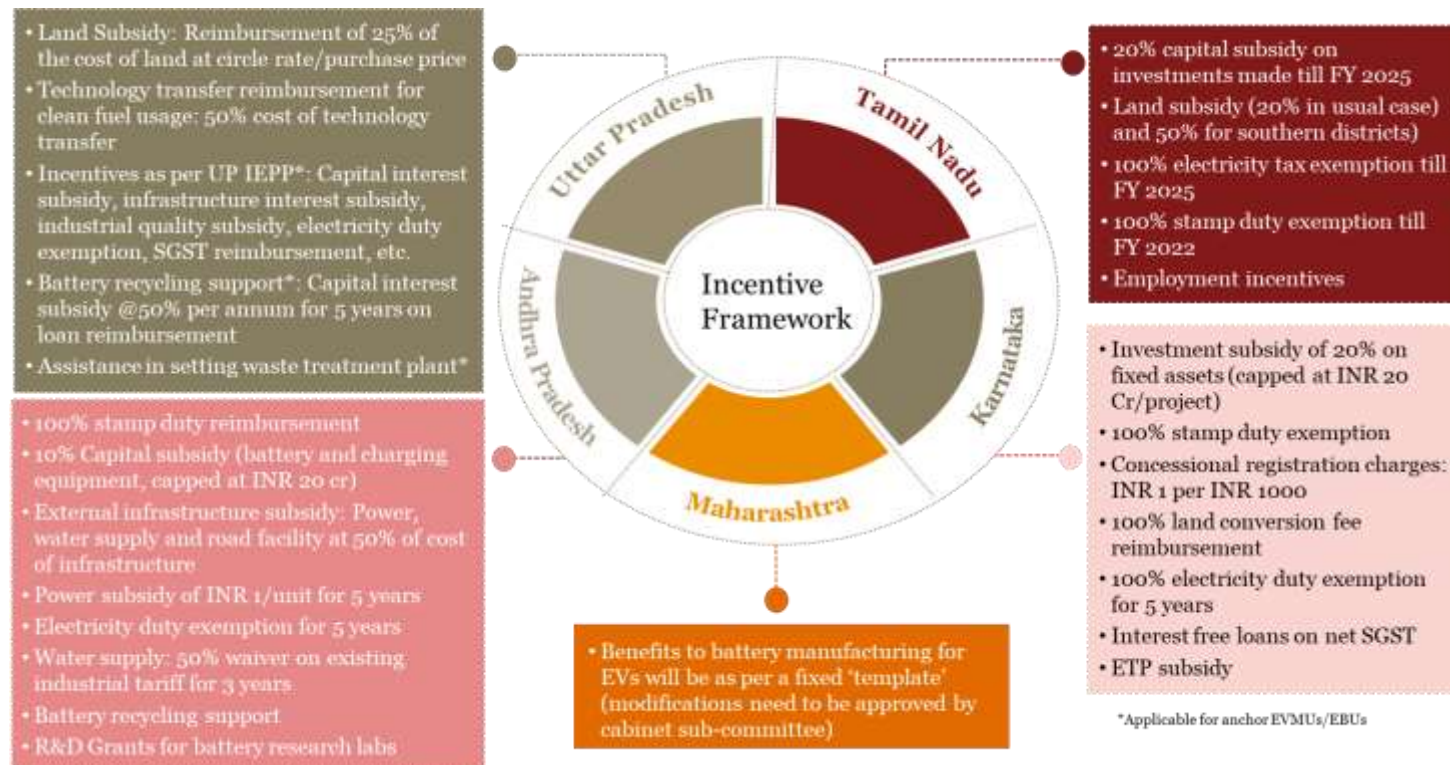 • Land Subsidy: Reimbursement of 25% of
the cost of land at circle rate/purchase price
• Technology transfer reimbursement for
clean fuel usage: 50% cost of technology
transfer
• Incentives as per UP IEPP*: Capital interest
subsidy, infrastructure interest subsidy,
industrial quality subsidy, electricity duty
exemption, SGST reimbursement, etc.
• Battery recycling support*: Capital interest
subsidy @50% per annum for 5 years on
loan reimbursement
• Assistance in setting waste treatment plant*
• 100% stamp duty reimbursement
• 10% Capital subsidy (battery and charging
equipment, capped at INR 20 cr)
• External infrastructure subsidy: Power,
water supply and road facility at 50% of cost
of infrastructure
• Power subsidy of INR 1/unit for 5 years
• Electricity duty exemption for 5 years
• Water supply: 50% waiver on existing
industrial tariff for 3 years
• Battery recycling support
• R&D Grants for battery research labs
Uttar Pradesh
Tamil Nadu
Andhra Pradesh
Incentive
Framework
Karnataka
Maharashtra
• Benefits to battery manufacturing for
EVs will be as per a fixed 'template'
(modifications need to be approved by
cabinet sub-committee)
• 20% capital subsidy on
investments made till FY 2025
• Land subsidy (20% in usual case)
and 50% for southern districts)
• 100% electricity tax exemption till
FY 2025
• 100% stamp duty exemption till
FY 2022
• Employment incentives
• Investment subsidy of 20% on
fixed assets (capped at INR 20
Cr/project)
• 100% stamp duty exemption
• Concessional registration charges:
INR 1 per INR 1000
• 100% land conversion fee
reimbursement
• 100% electricity duty exemption
for 5 years
• Interest free loans on net SGST
• ETP subsidy
*Applicable for anchor EVMUs/EBUs